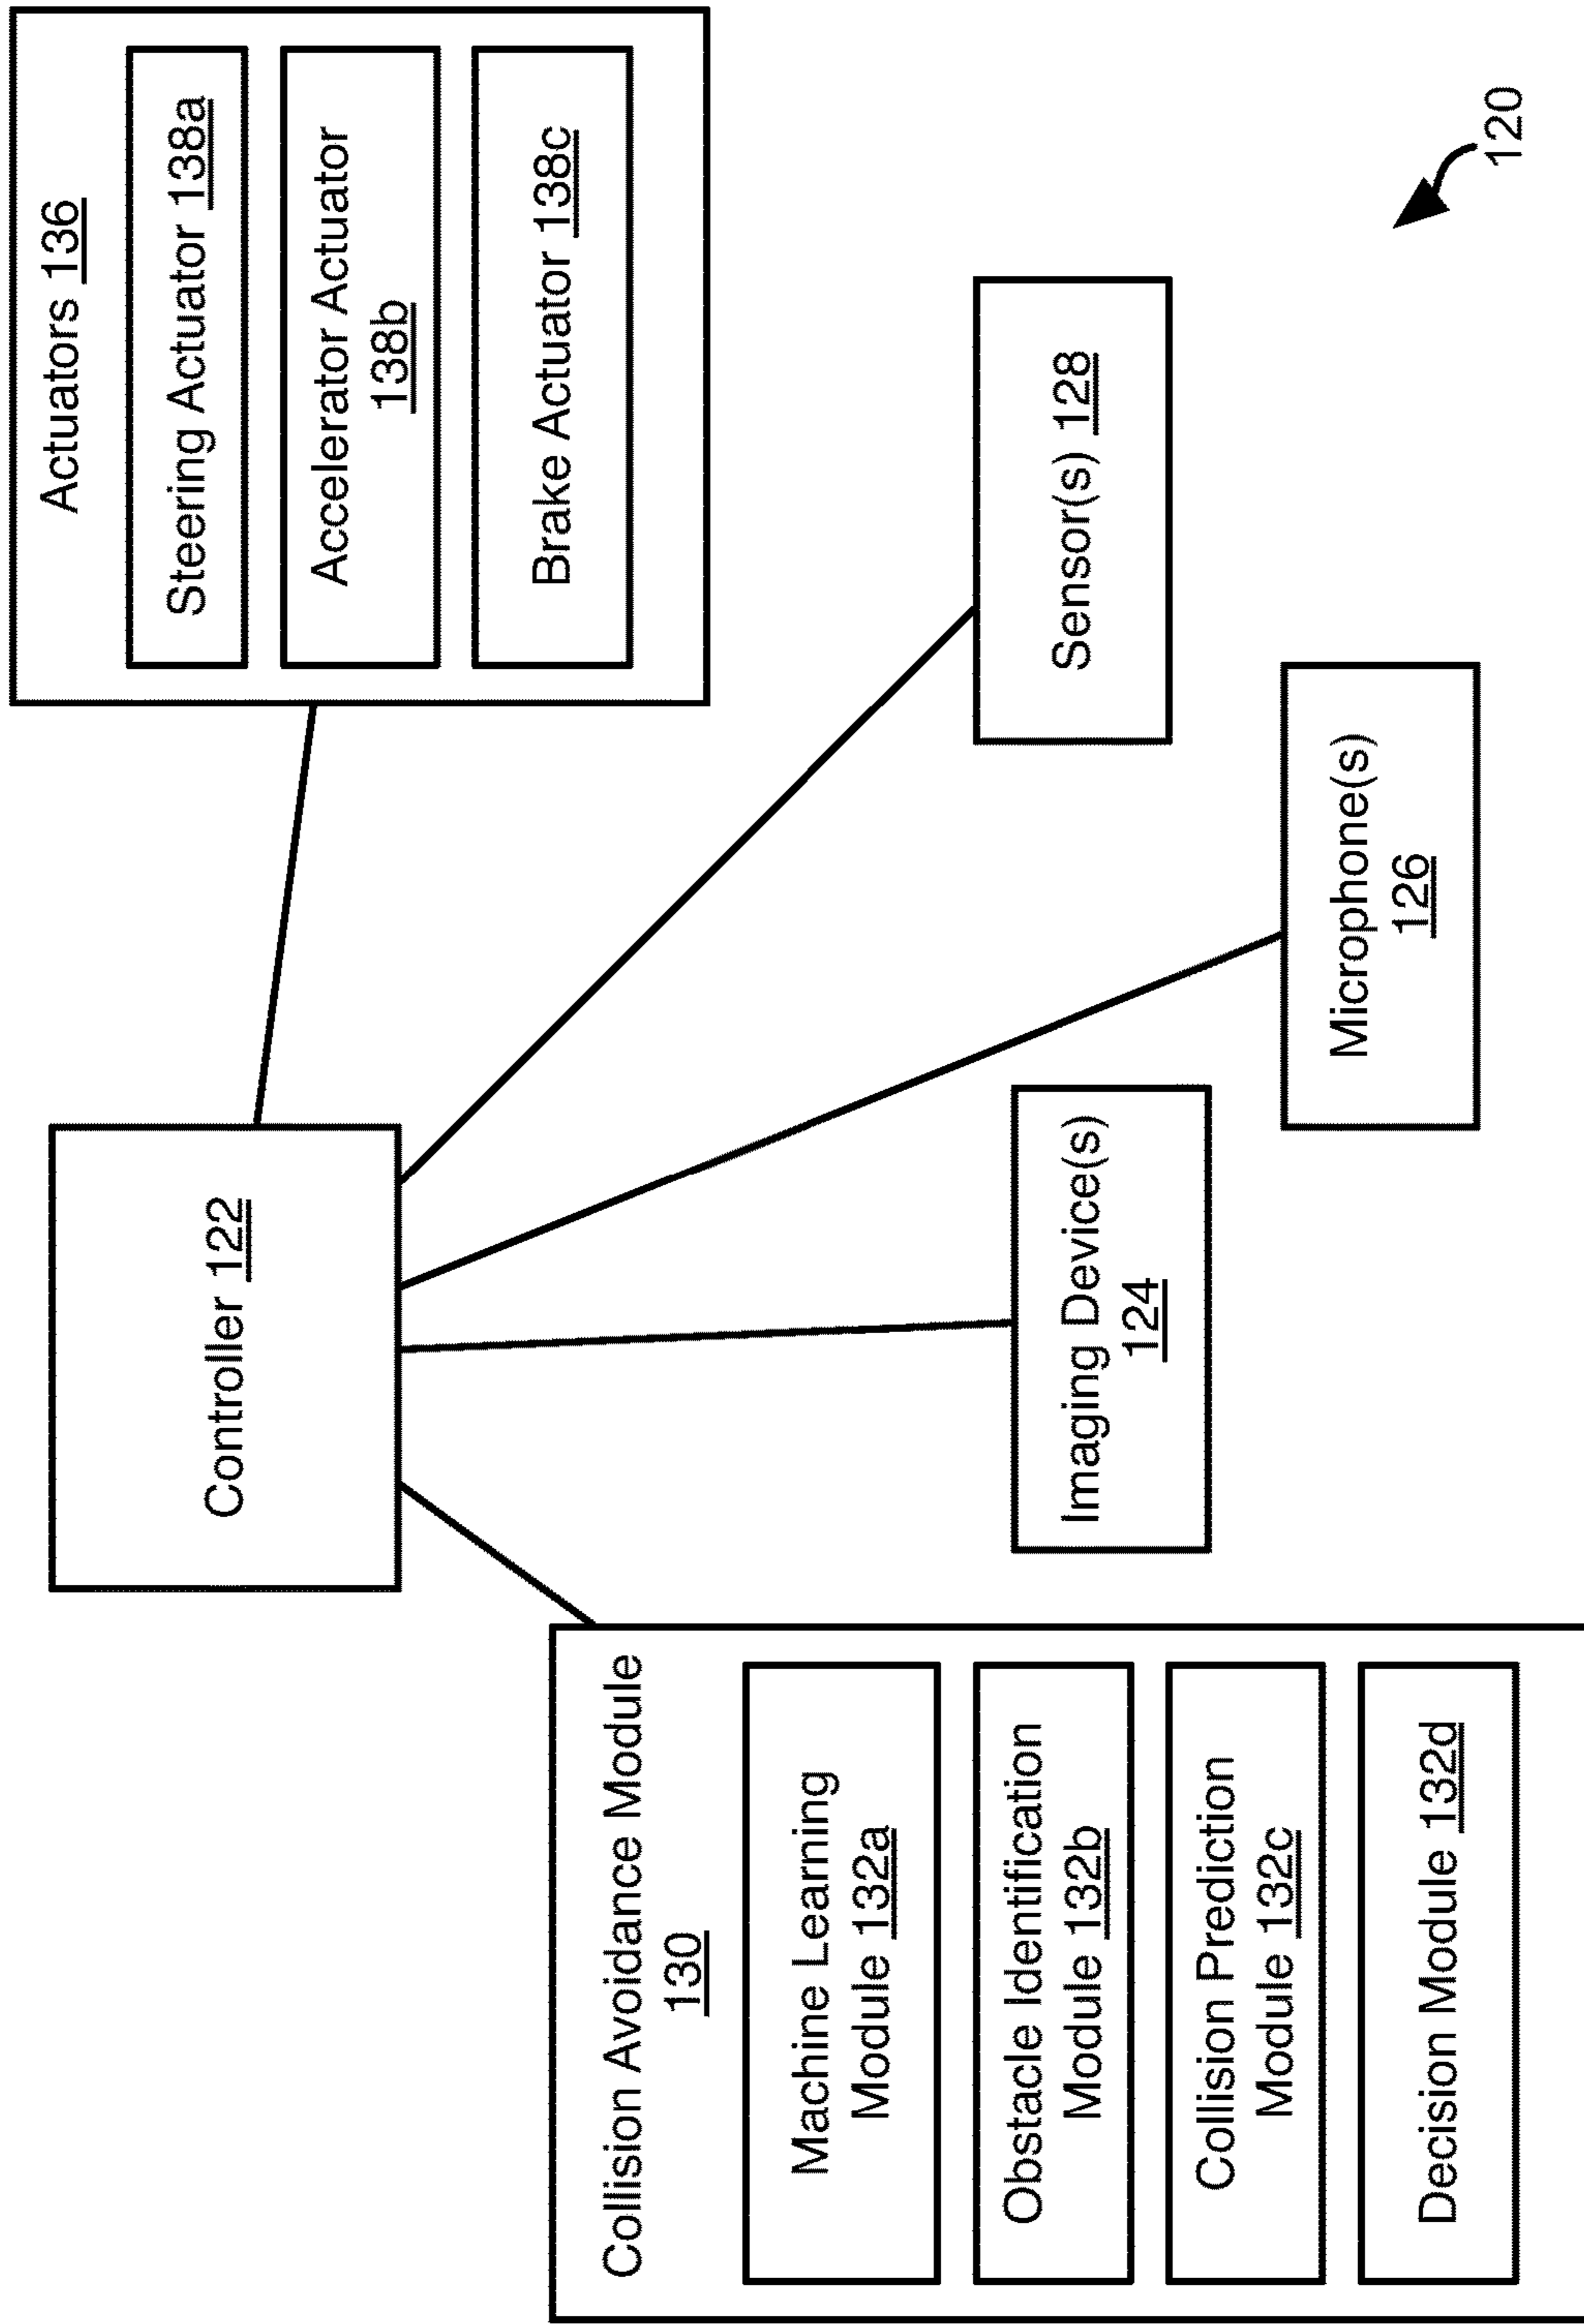 Controller 122
Actuators 136
Steering Actuator 138a
Accelerator Actuator
138b
Brake Actuator 138c
Collision Avoidance Module
130
Machine Learning
Module 132a
Obstacle Identification
Module 132b
Collision Prediction
Module 132c
Decision Module 132d
Imaging Device(s)
124
Microphone(s)
126
Sensor(s) 128
120